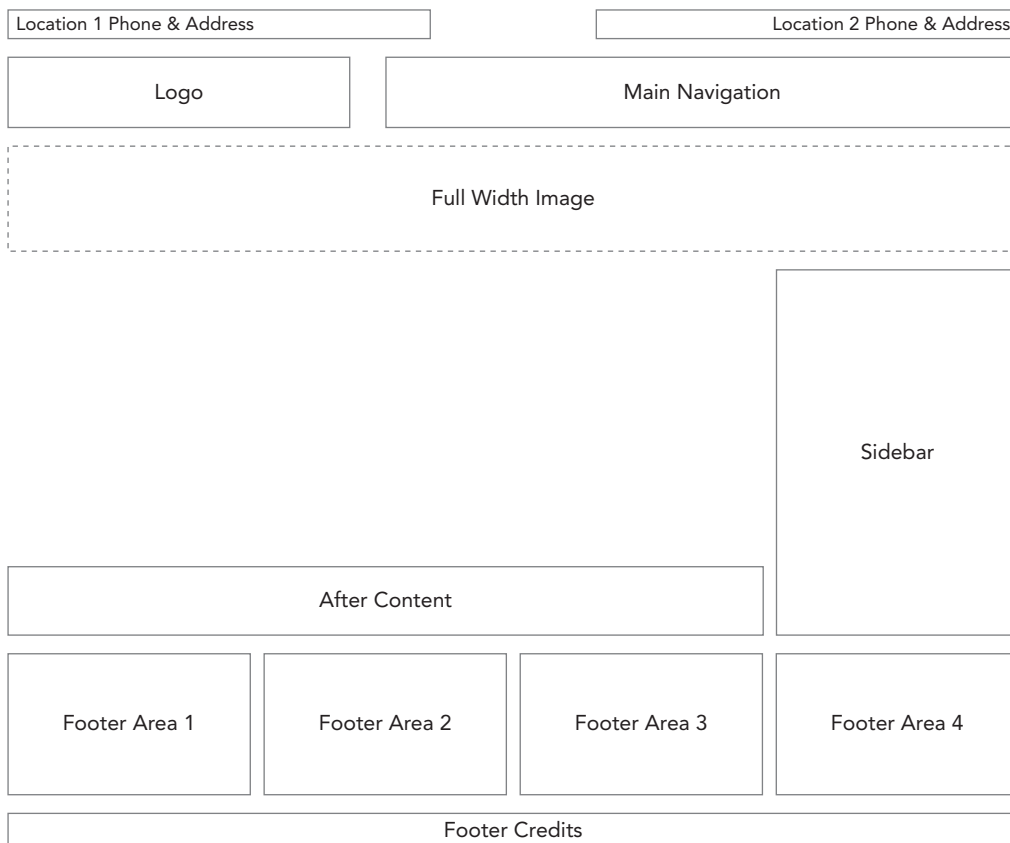 Location 1 Phone & Address
Location 2 Phone & Address
Logo
Main Navigation
Full Width Image
Sidebar
After Content
Footer Area 1
Footer Area 2
Footer Area 3
Footer Area 4
Footer Credits